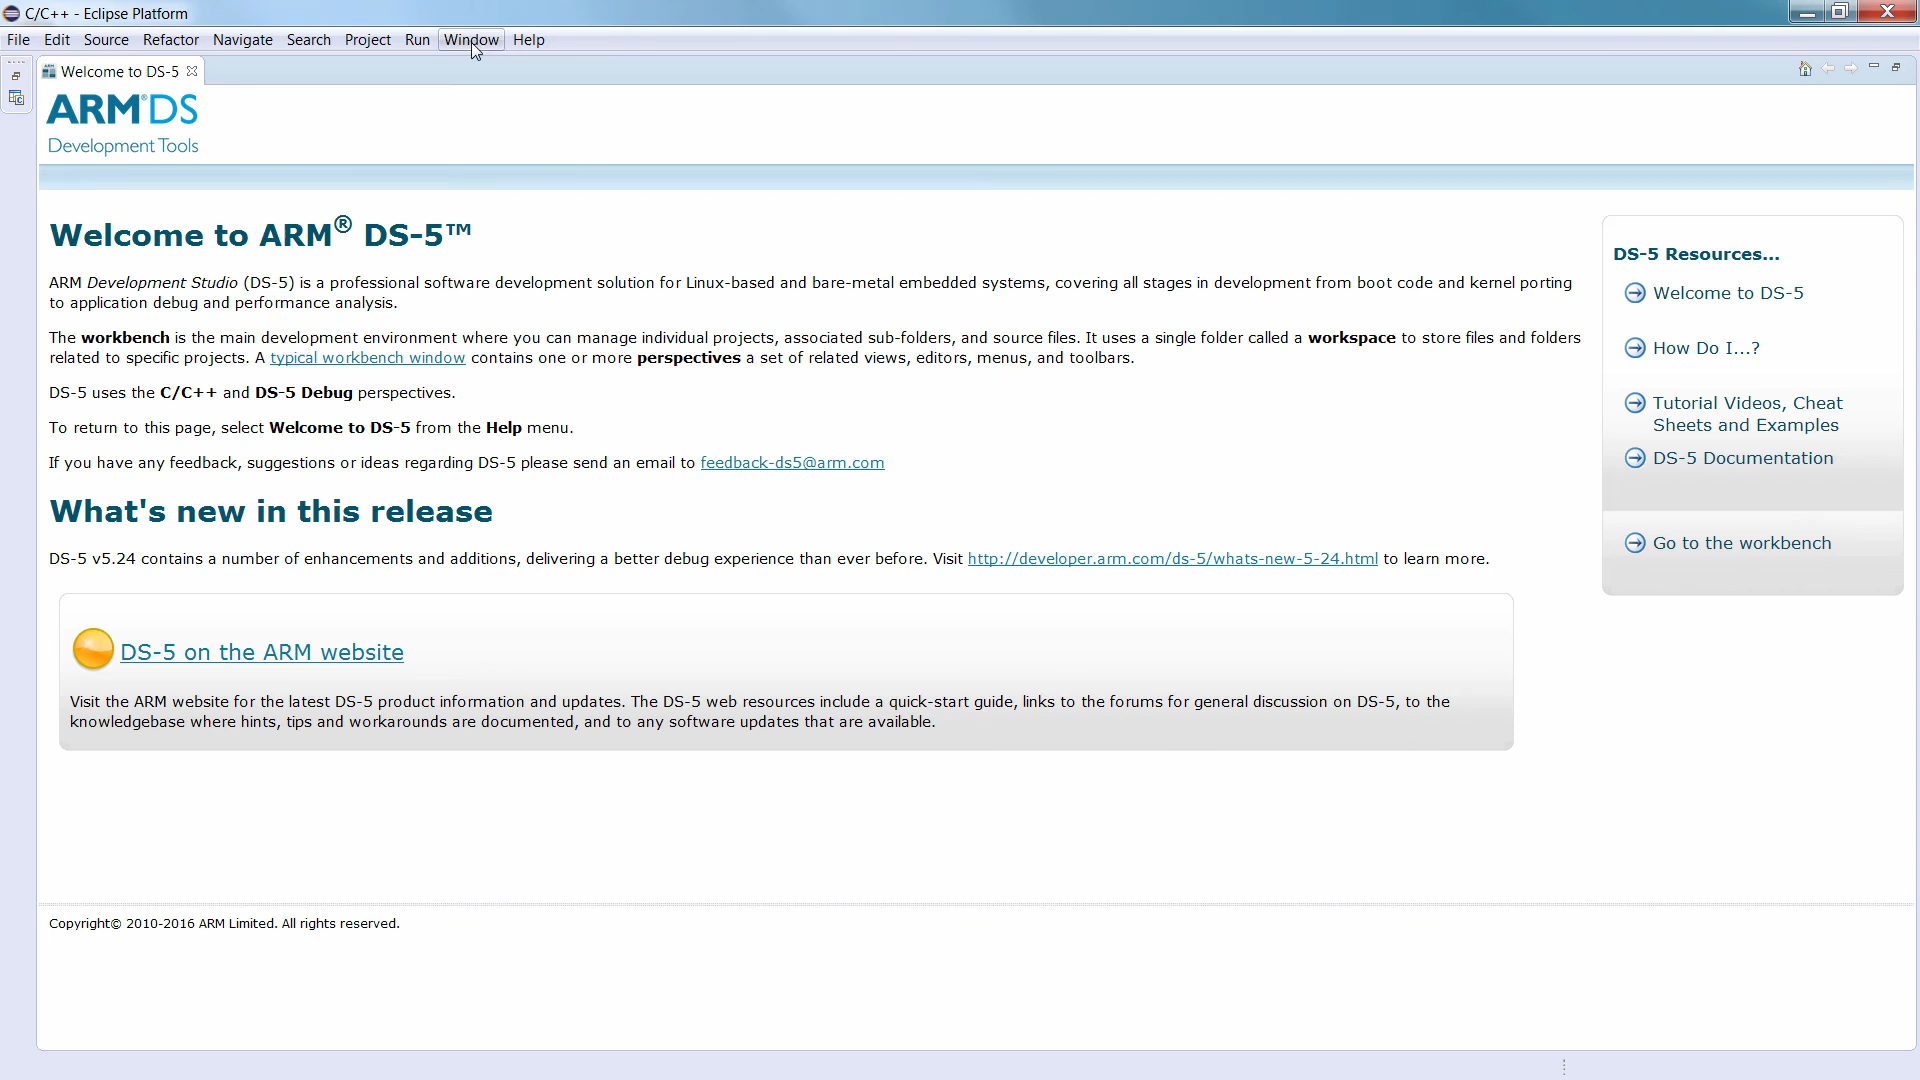 C/C++ - Eclipse Platform
File Edit Source Refactor Navigate Search Project Run Window Help
Welcome to DS-5
ARM®DS
Development Tools
Welcome to ARM® DS-5™
ARM Development Studio (DS-5) is a professional software development solution for Linux-based and bare-metal embedded systems, covering all stages in development from boot code and kernel porting
to application debug and performance analysis.
The workbench is the main development environment where you can manage individual projects, associated sub-folders, and source files. It uses a single folder called a workspace to store files and folders
related to specific projects. A typical workbench window contains one or more perspectives a set of related views, editors, menus, and toolbars.
DS-5 uses the C/C++ and DS-5 Debug perspectives.
To return to this page, select Welcome to DS-5 from the Help menu.
If you have any feedback, suggestions or ideas regarding DS-5 please send an email to feedback-ds5@arm.com
What's new in this release
DS-5 v5.24 contains a number of enhancements and additions, delivering a better debug experience than ever before. Visit http://developer.arm.com/ds-5/whats-new-5-24.html to learn more.
DS-5 on the ARM website
Visit the ARM website for the latest DS-5 product information and updates. The DS-5 web resources include a quick-start guide, links to the forums for general discussion on DS-5, to the
knowledgebase where hints, tips and workarounds are documented, and to any software updates that are available.
DS-5 Resources...
Welcome to DS-5
How Do I...?
Tutorial Videos, Cheat
Sheets and Examples
DS-5 Documentation
Go to the workbench
Copyright© 2010-2016 ARM Limited. All rights reserved.